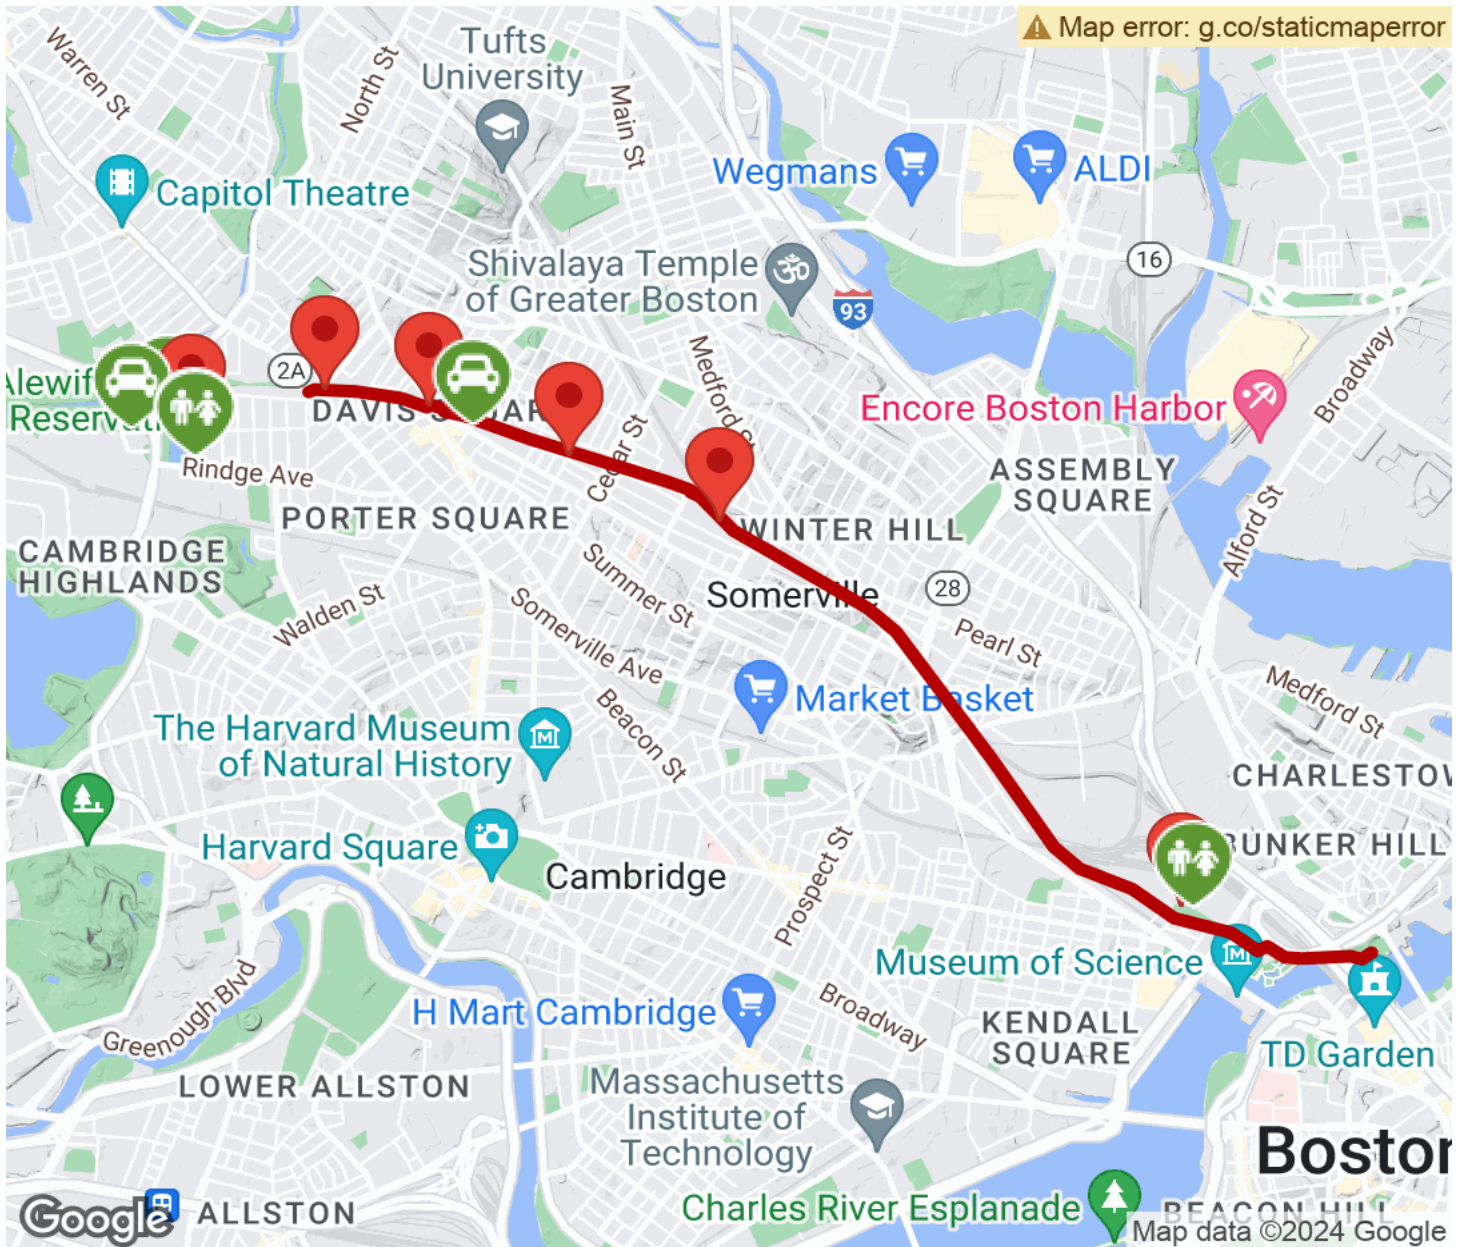 Map error: g.co/staticmaperror
Warren St
North St
Tufts
University
Main St
Capitol Theatre
Wegmans
ALDI
Shivalaya Temple
of Greater Boston
16
93
2A
Medford St
Broadway
Encore Boston Harbor
DAVIS
Rindge Ave
Cedar St
ASSEMBLY
SQUARE
PORTER SQUARE
WINTER HILL
Alford St
CAMBRIDGE
HIGHLANDS
Summer St
Somerville
28
Walden St
Somerville Ave
Pearl St
Market Basket
Medford St
Beacon St
The Harvard Museum
of Natural History
Harvard Square
Cambridge
Prospect St
BUNKER HILL
Museum of Science
Greenough Blvd
H Mart Cambridge
Broadway
KENDALL
SQUARE
TD Garden
LOWER ALLSTON
Massachusetts
Institute of
Technology
ALLSTON
Charles River Esplanade
BEACON HILL
Google
Map data ©2024 Google